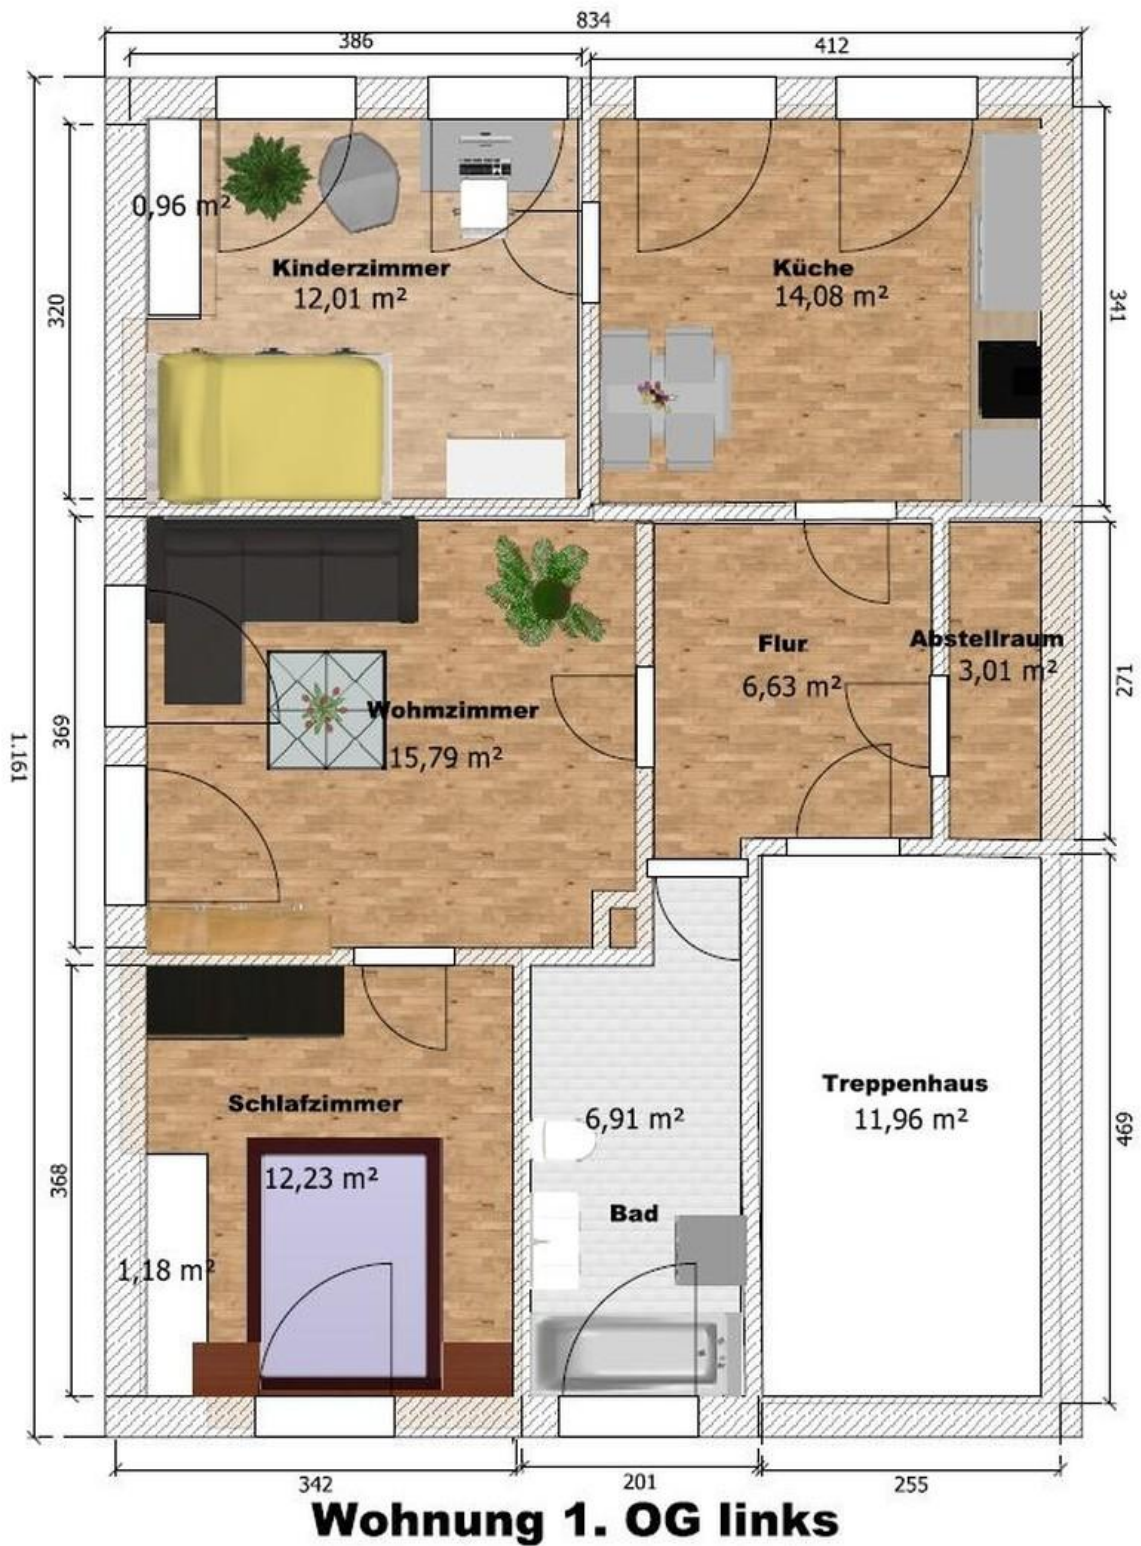 834
386
412
0,96 m²
Kinderzimmer
12,01 m²
Küche
14,08 m²
320
341
Flur
6,63 m²
Abstellraum
3,01 m²
271
Wohmzimmer
15,79 m²
369
1.161
Schlafzimmer
12,23 m²
1,18 m²
368
6,91 m²
Bad
Treppenhaus
11,96 m²
469
342
201
255
Wohnung 1. OG links